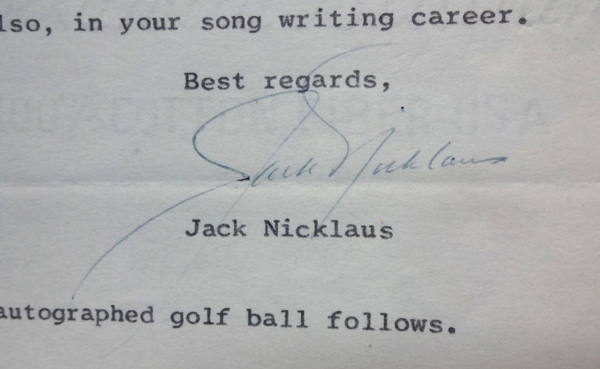 lso, in your song writing career.
Best regards,
Jack Nicklaus
Jack Nicklaus
autographed golf ball follows.